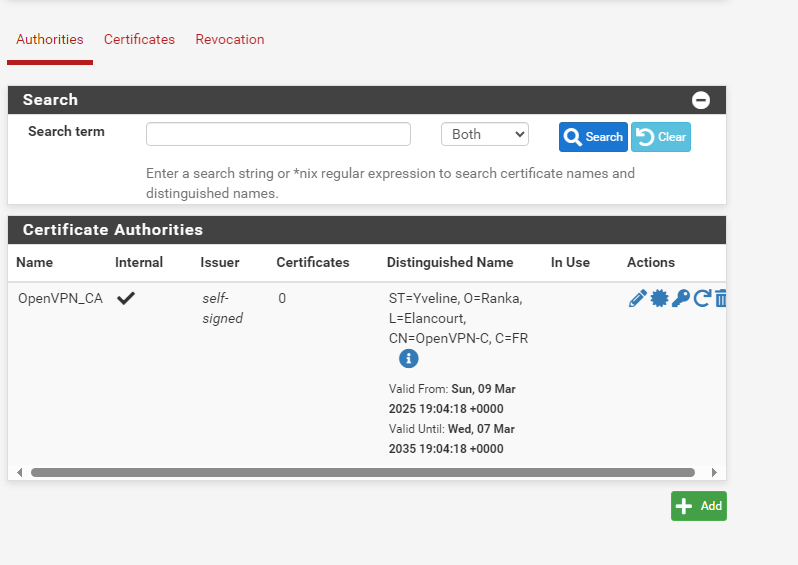 Authorities Certificates Revocation
Search
Search term Both Search Clear
Enter a search string or *nix regular expression to search certificate names and
distinguished names.
Certificate Authorities
Name Internal Issuer Certificates Distinguished Name In Use Actions
OpenVPN_CA self- 0 ST=Yveline, O=Ranka,
signed L=Elancourt,
CN=OpenVPN-C, C=FR
Valid From: Sun, 09 Mar
2025 19:04:18 +0000
Valid Until: Wed, 07 Mar
2035 19:04:18 +0000
Add